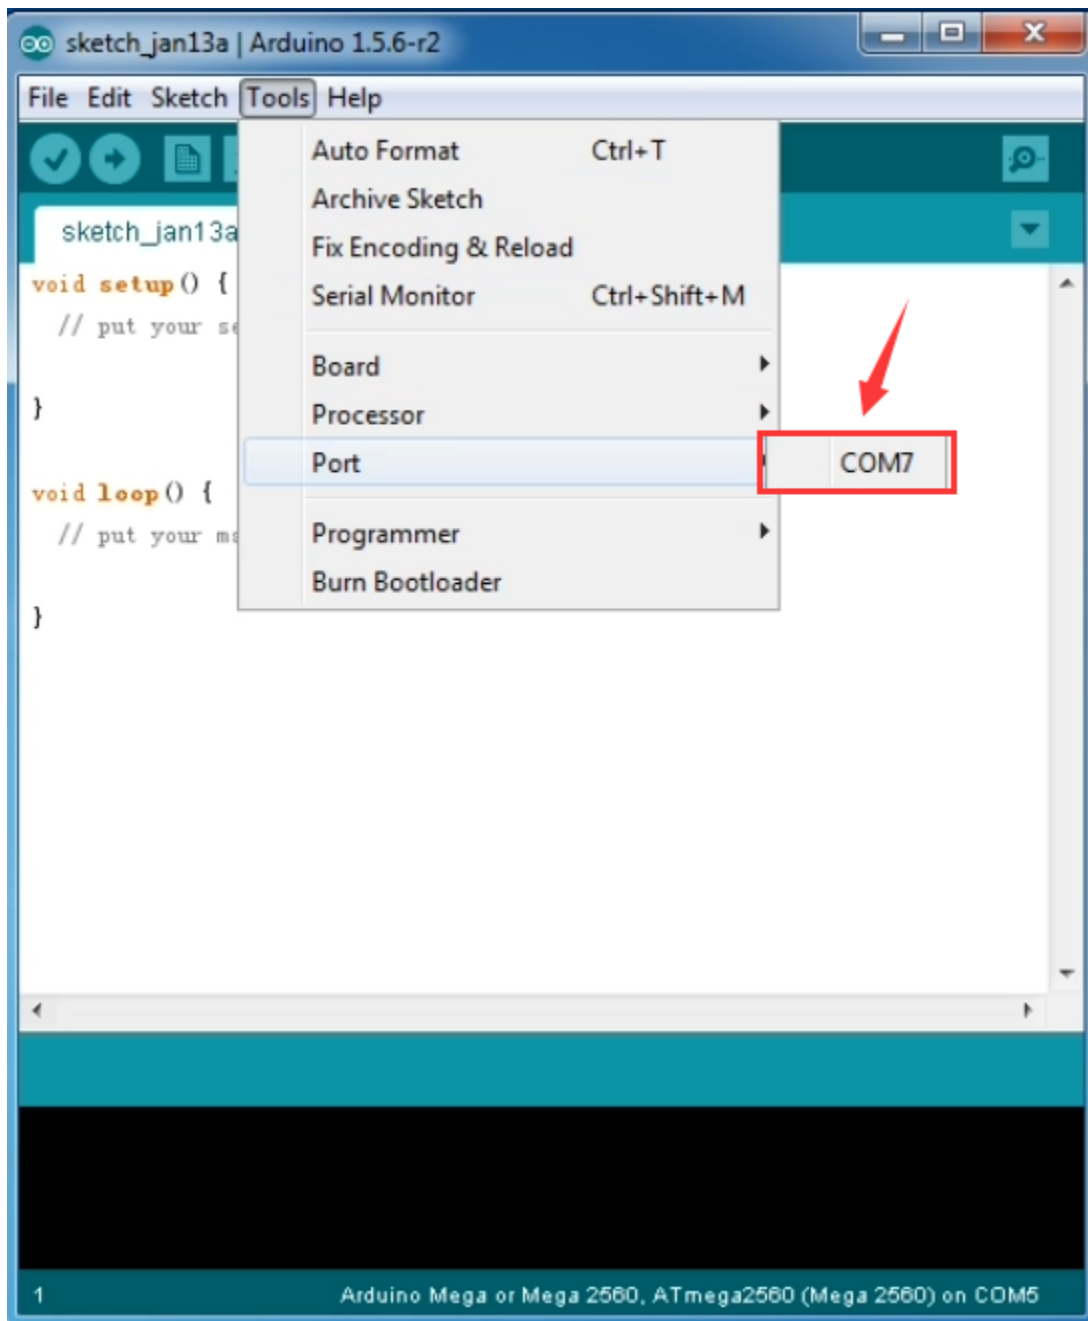 sketch_jan13a | Arduino 1.5.6-r2
File Edit Sketch Tools Help
Auto Format Ctrl+T
Archive Sketch
sketch_jan13a
Fix Encoding & Reload
void setup() {
Serial Monitor Ctrl+Shift+M
// put your
Board
}
Processor
Port COM7
void loop() {
// put your
Programmer
Burn Bootloader
}
1 Arduino Mega or Mega 2560, ATmega2560 (Mega 2560) on COM5